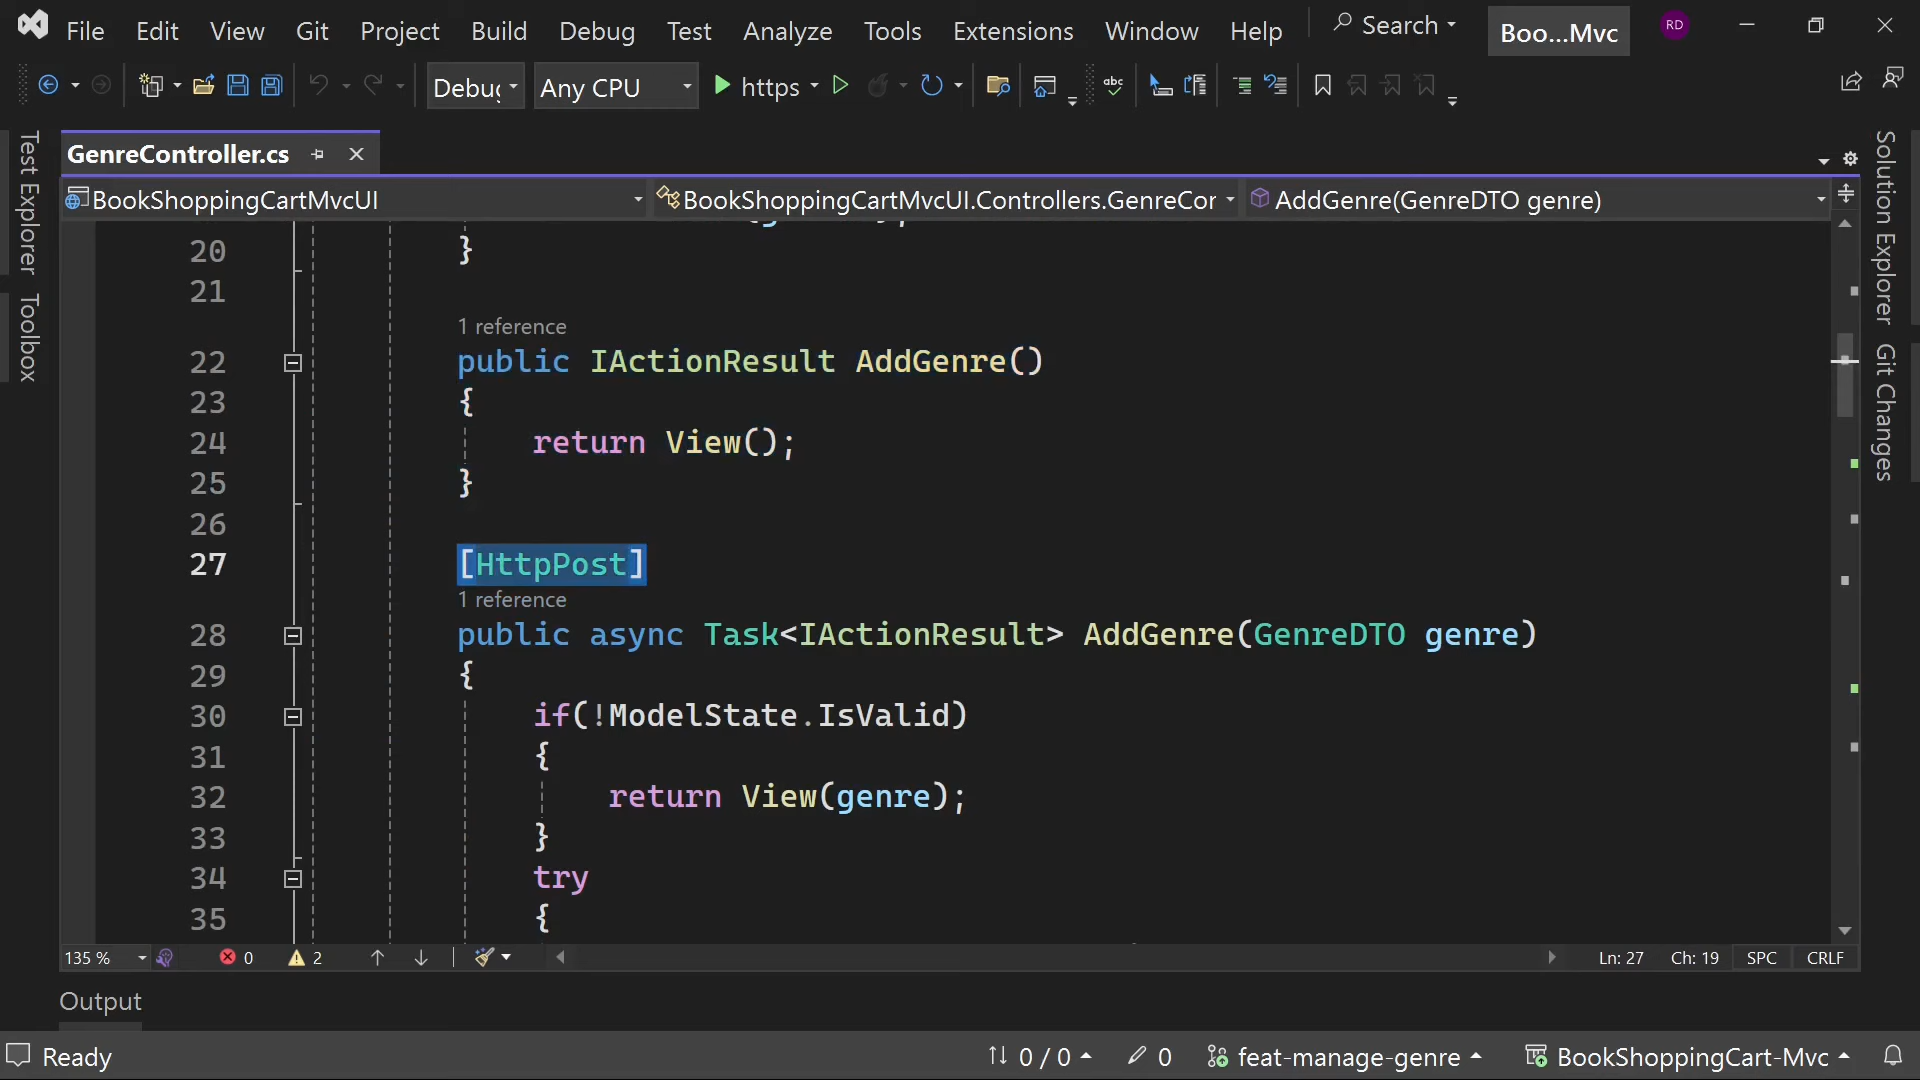 File Edit View Git Project Build Debug Test Analyze Tools Extensions Window Help Search Boo...Mvc RD
Debug Any CPU https abc
Test Explorer
Toolbox
GenreController.cs
BookShoppingCartMvcUI BookShoppingCartMvcUI.Controllers.GenreCor AddGenre(GenreDTO genre)
20 }
21
1 reference
22 public IActionResult AddGenre()
23 {
24 return View();
25 }
26
27 [HttpPost]
1 reference
28 public async Task<IActionResult> AddGenre(GenreDTO genre)
29 {
30 if(!ModelState.IsValid)
31 {
32 return View(genre);
33 }
34 try
35 {
Solution Explorer
Git Changes
135 % 0 2 Ln: 27 Ch: 19 SPC CRLF
Output
Ready 0 / 0 0 feat-manage-genre BookShoppingCart-Mvc